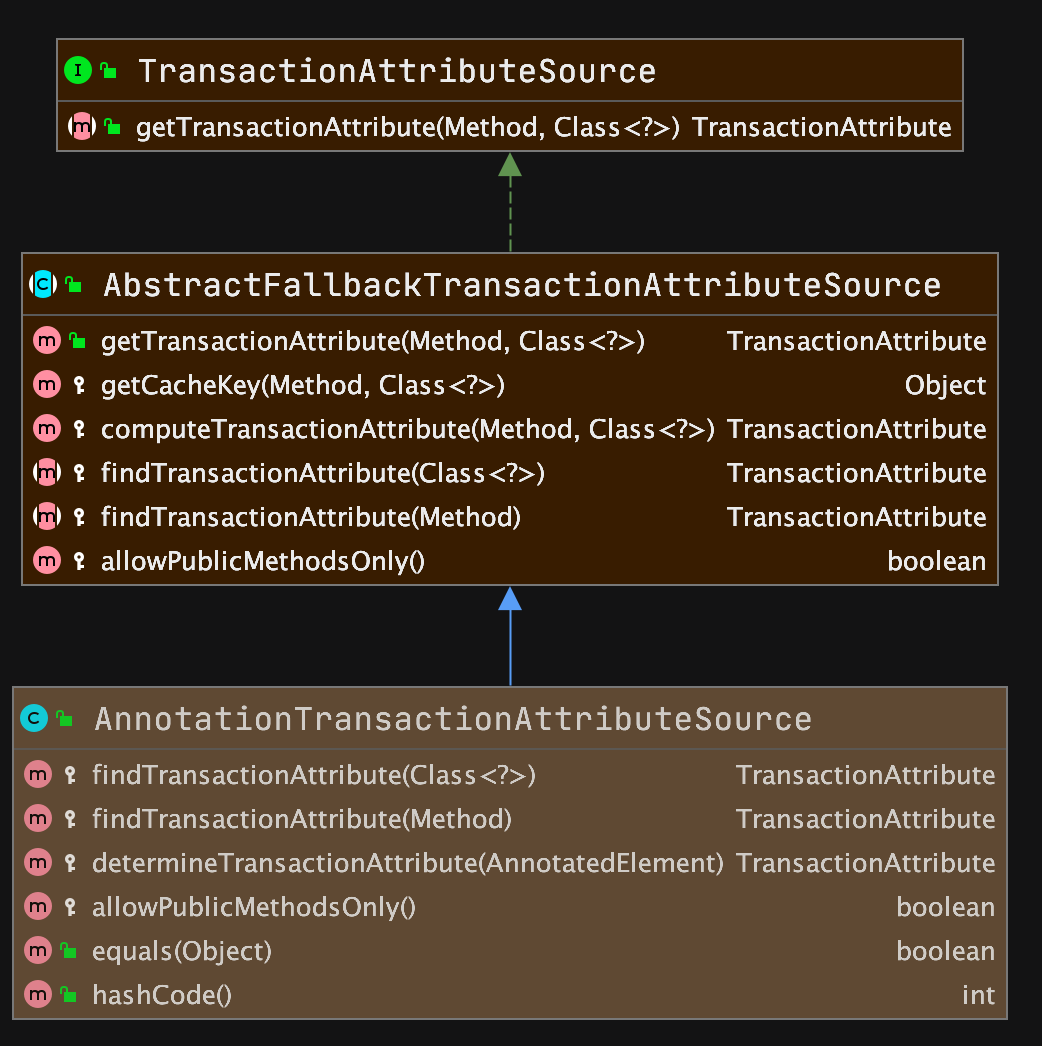 I TransactionAttributeSource
m getTransactionAttribute(Method, Class<?>) TransactionAttribute
C AbstractFallbackTransactionAttributeSource
m getTransactionAttribute(Method, Class<?>) TransactionAttribute
m getCacheKey(Method, Class<?>) Object
m computeTransactionAttribute(Method, Class<?>) TransactionAttribute
m findTransactionAttribute(Class<?>) TransactionAttribute
m findTransactionAttribute(Method) TransactionAttribute
m allowPublicMethodsOnly() boolean
C AnnotationTransactionAttributeSource
m findTransactionAttribute(Class<?>) TransactionAttribute
m findTransactionAttribute(Method) TransactionAttribute
m determineTransactionAttribute(AnnotatedElement) TransactionAttribute
m allowPublicMethodsOnly() boolean
m equals(Object) boolean
m hashCode() int